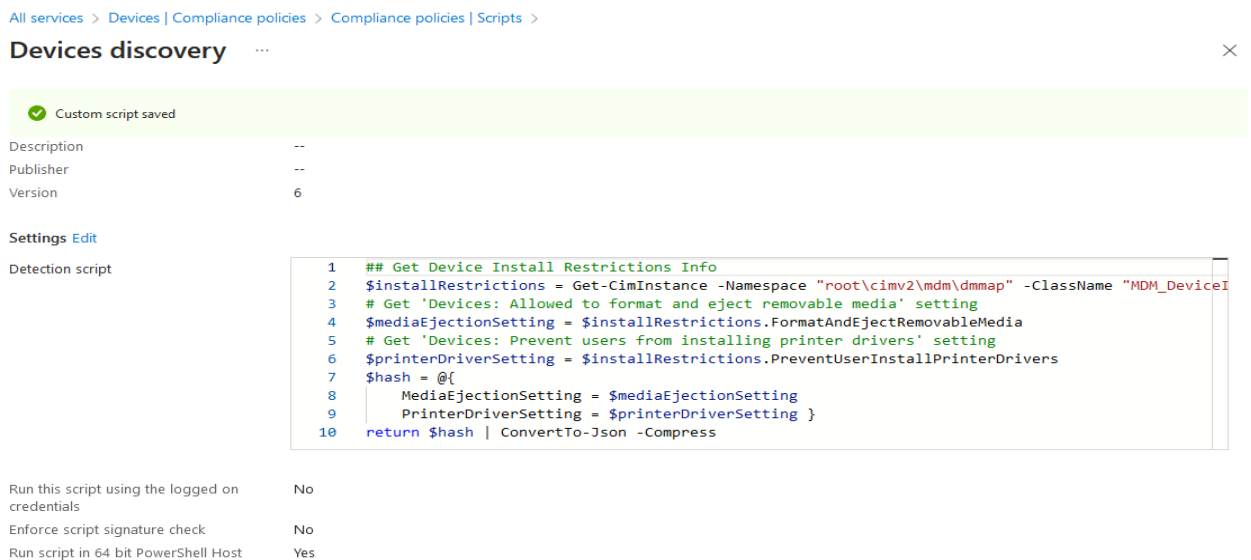 All services > Devices | Compliance policies > Compliance policies | Scripts >
Devices discovery ...
Custom script saved
Description --
Publisher --
Version 6
Settings Edit
Detection script
1 ## Get Device Install Restrictions Info
2 $installRestrictions = Get-CimInstance -Namespace "root\cimv2\mdm\dmmap" -ClassName "MDM_DeviceI
3 # Get 'Devices: Allowed to format and eject removable media' setting
4 $mediaEjectionSetting = $installRestrictions.FormatAndEjectRemovableMedia
5 # Get 'Devices: Prevent users from installing printer drivers' setting
6 $printerDriverSetting = $installRestrictions.PreventUserInstallPrinterDrivers
7 $hash = @{
8 MediaEjectionSetting = $mediaEjectionSetting
9 PrinterDriverSetting = $printerDriverSetting }
10 return $hash | ConvertTo-Json -Compress
Run this script using the logged on No
credentials
Enforce script signature check No
Run script in 64 bit PowerShell Host Yes